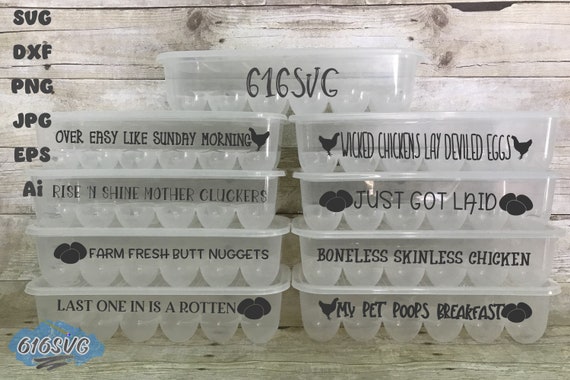 SVG
DXF
PNG
JPG
EPS
Ai
616SVG
OVER EASY LIKE SUNDAY MORNING
WICKED CHICKENS LAY DEVILED EGGS
RISE 'N SHINE MOTHER CLUCKERS
JUST GOT LAID
FARM FRESH BUTT NUGGETS
BONELESS SKINLESS CHICKEN
LAST ONE IN IS A ROTTEN
MY PET POOPS BREAKFAST
616SVG